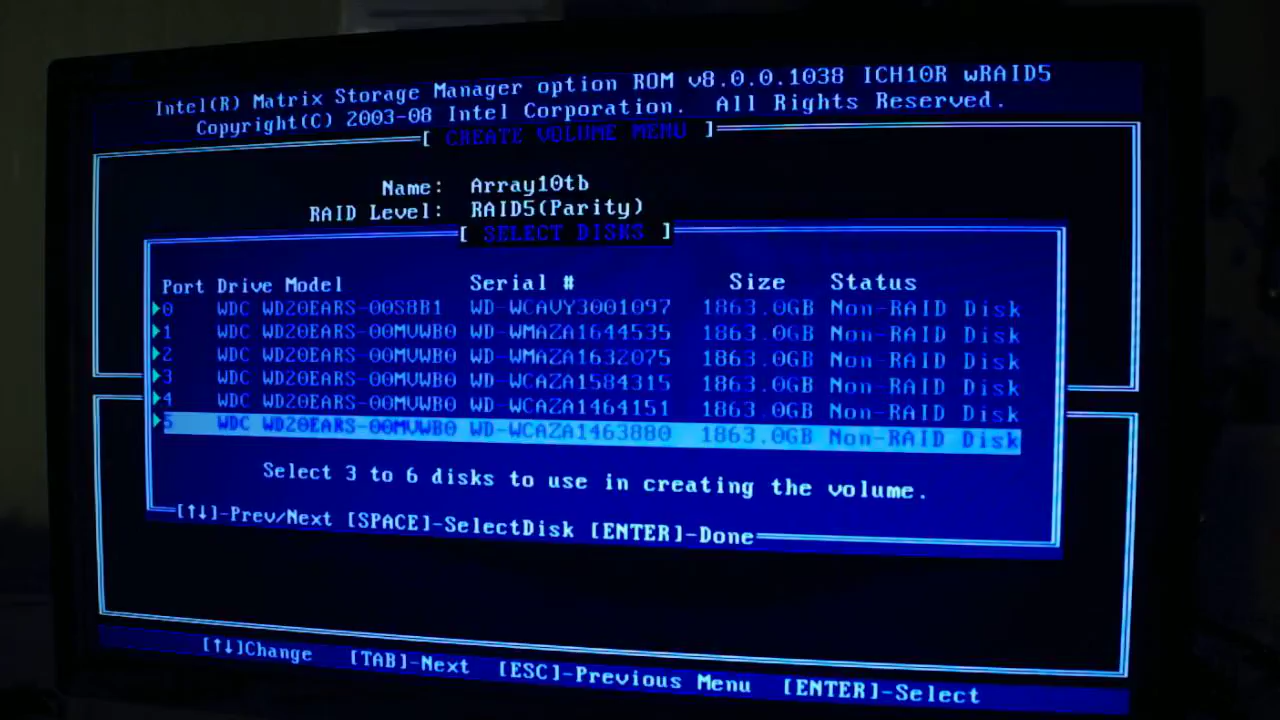 Intel(R) Matrix Storage Manager option ROM v8.0.0.1038 ICH10R wRAID5
Copyright(C) 2003-08 Intel Corporation.  All Rights Reserved.
[ CREATE VOLUME MENU ]
Name: Array10tb
RAID Level: RAID5(Parity)
[ SELECT DISKS ]
Port Drive Model Serial # Size Status
0 WDC WD20EARS-00S8B1 WD-WCAVY3001097 1863.0GB Non-RAID Disk
1 WDC WD20EARS-00MVWB0 WD-WMAZA1644535 1863.0GB Non-RAID Disk
2 WDC WD20EARS-00MVWB0 WD-WMAZA1632075 1863.0GB Non-RAID Disk
3 WDC WD20EARS-00MVWB0 WD-WCAZA1584315 1863.0GB Non-RAID Disk
4 WDC WD20EARS-00MVWB0 WD-WCAZA1464151 1863.0GB Non-RAID Disk
5 WDC WD20EARS-00MVWB0 WD-WCAZA1463880 1863.0GB Non-RAID Disk
Select 3 to 6 disks to use in creating the volume.
[↑↓]-Prev/Next [SPACE]-SelectDisk [ENTER]-Done
[↑↓]Change [TAB]-Next [ESC]-Previous Menu [ENTER]-Select